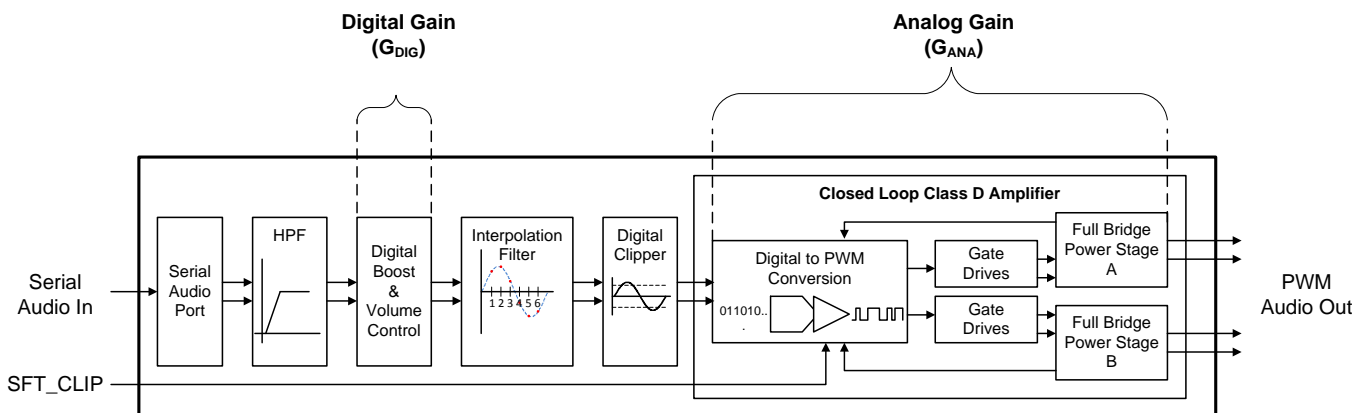 Digital Gain
(GDIG)
Analog Gain
(GANA)
Closed Loop Class D Amplifier
Serial
Audio In
Serial
Audio
Port
HPF
Digital
Boost
&
Volume
Control
Interpolation
Filter
1 2 3 4 5 6
Digital
Clipper
Digital to PWM
Conversion
011010..
.
Gate
Drives
Gate
Drives
Full Bridge
Power Stage
A
Full Bridge
Power Stage
B
PWM
Audio Out
SFT_CLIP